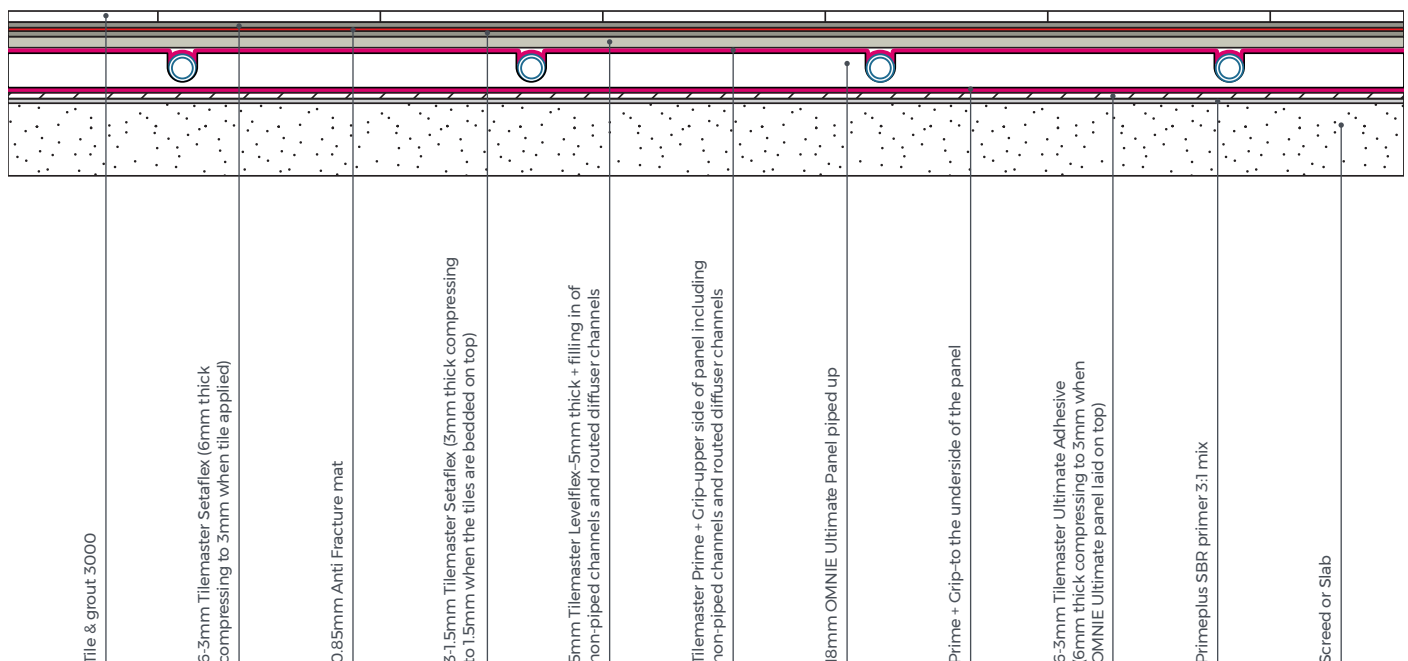 Tile & grout 3000
6-3mm Tilemaster Setaflex (6mm thick
compressing to 3mm when tile applied)
0.85mm Anti Fracture mat
3-1.5mm Tilemaster Setaflex (3mm thick compressing
to 1.5mm when the tiles are bedded on top)
5mm Tilemaster Levelflex-5mm thick + filling in of
non-piped channels and routed diffuser channels
Tilemaster Prime + Grip-upper side of panel including
non-piped channels and routed diffuser channels
18mm OMNIE Ultimate Panel piped up
Prime + Grip-to the underside of the panel
6-3mm Tilemaster Ultimate Adhesive
(6mm thick compressing to 3mm when
OMNIE Ultimate panel laid on top)
Primeplus SBR primer 3:1 mix
Screed or Slab